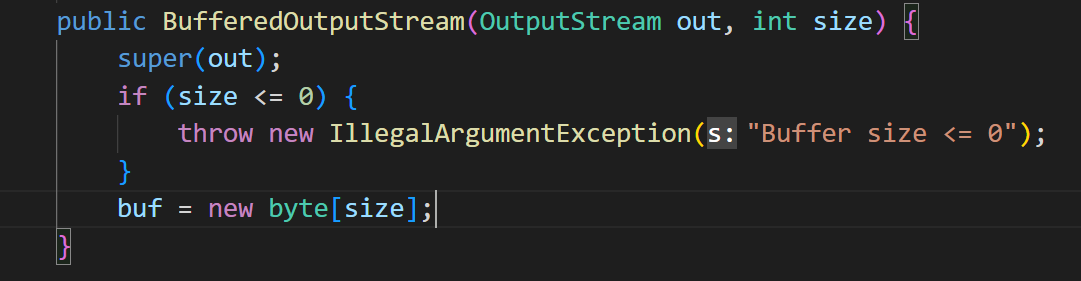 public BufferedOutputStream(OutputStream out, int size) {
super(out);
if (size <= 0) {
throw new IllegalArgumentException(s: "Buffer size <= 0");
}
buf = new byte[size];
}